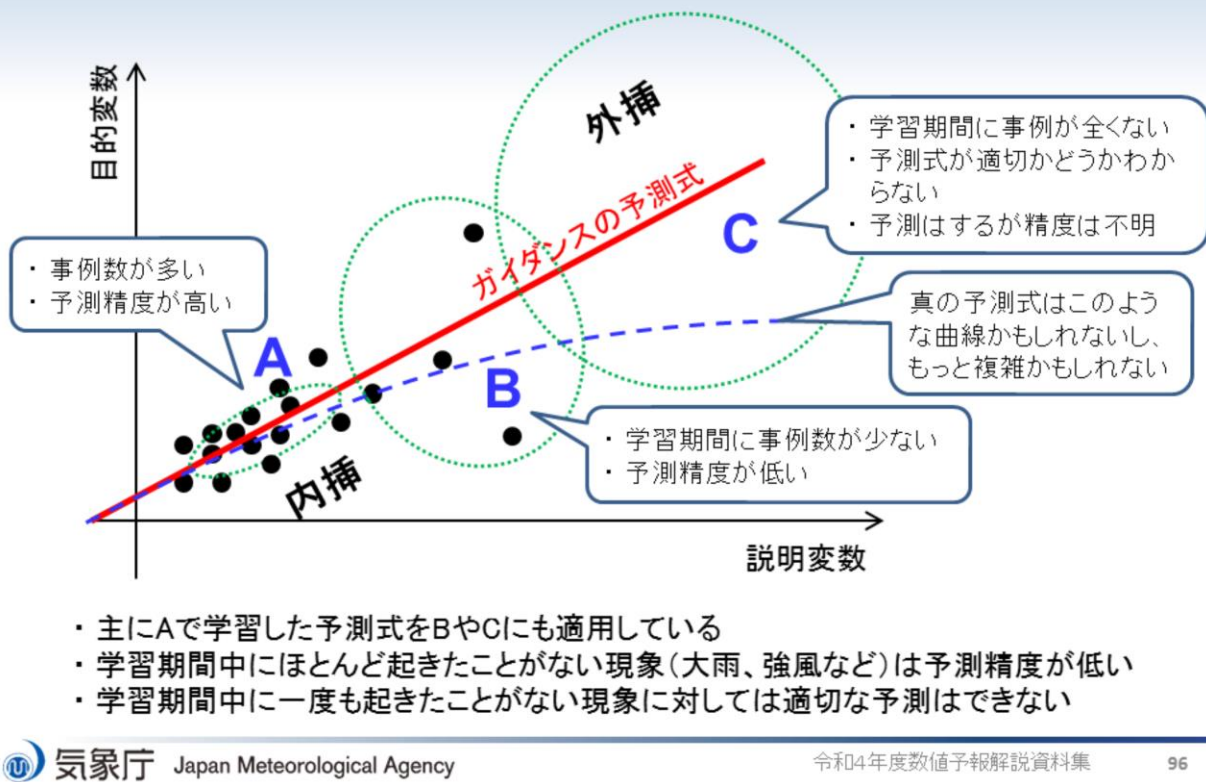 目的変数
外挿
・ 学習期間に事例が全くない
・ 予測式が適切かどうかわか
らない
・ 予測はするが精度は不明
ガイダンスの予測式
C
・ 事例数が多い
・ 予測精度が高い
真の予測式はこのよう
な曲線かもしれないし、
もっと複雑かもしれない
A
B
・ 学習期間に事例数が少ない
・ 予測精度が低い
内挿
説明変数
・ 主にAで学習した予測式をBやCにも適用している
・ 学習期間中にほとんど起きたことがない現象（大雨、強風など）は予測精度が低い
・ 学習期間中に一度も起きたことがない現象に対しては適切な予測はできない
気象庁 Japan Meteorological Agency
令和4年度数値予報解説資料集 96